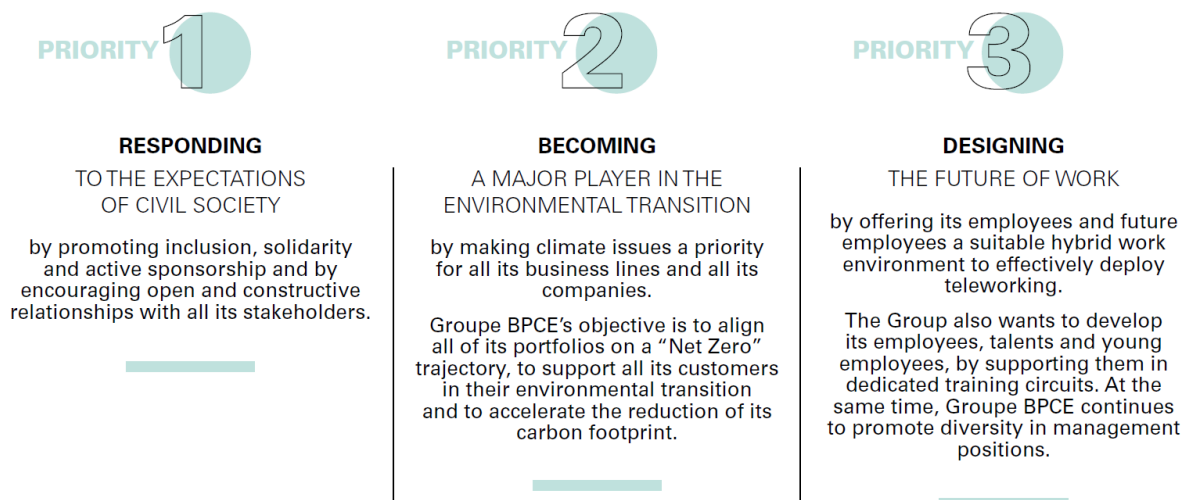 PRIORITY 1
RESPONDING
TO THE EXPECTATIONS
OF CIVIL SOCIETY
by promoting inclusion, solidarity
and active sponsorship and by
encouraging open and constructive
relationships with all its stakeholders.
PRIORITY 2
BECOMING
A MAJOR PLAYER IN THE
ENVIRONMENTAL TRANSITION
by making climate issues a priority
for all its business lines and all its
companies.
Groupe BPCE’s objective is to align
all of its portfolios on a “Net Zero”
trajectory, to support all its customers
in their environmental transition
and to accelerate the reduction of its
carbon footprint.
PRIORITY 3
DESIGNING
THE FUTURE OF WORK
by offering its employees and future
employees a suitable hybrid work
environment to effectively deploy
teleworking.
The Group also wants to develop
its employees, talents and young
employees, by supporting them in
dedicated training circuits. At the
same time, Groupe BPCE continues
to promote diversity in management
positions.